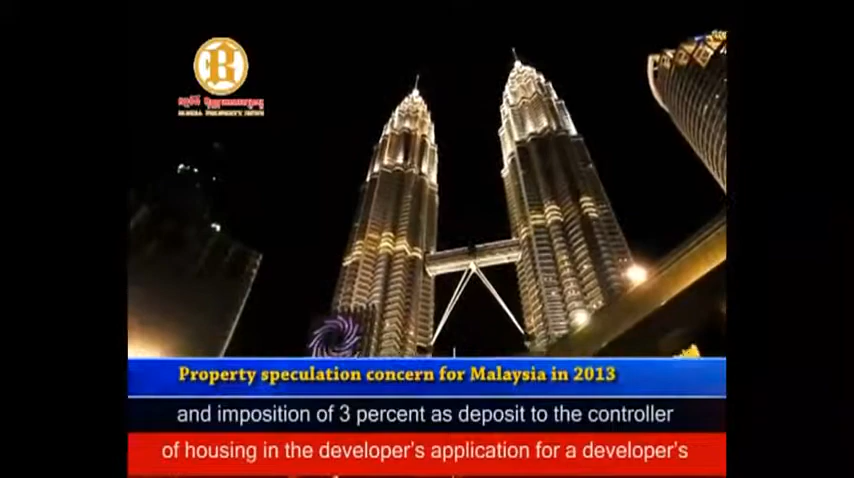 Property speculation concern for Malaysia in 2013
and imposition of 3 percent as deposit to the controller
of housing in the developer's application for a developer's